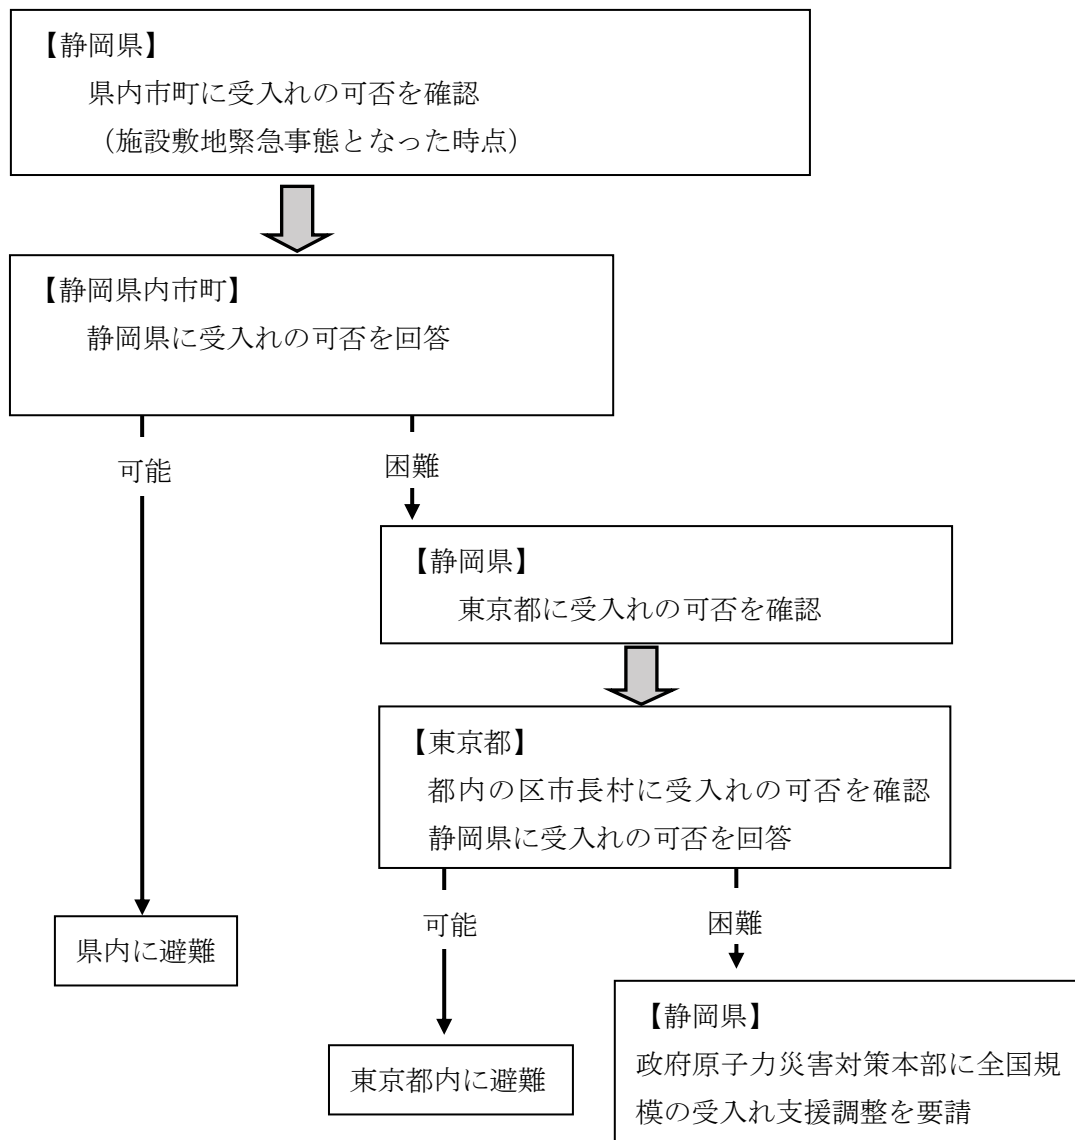 【静岡県】
県内市町に受入れの可否を確認
（施設敷地緊急事態となった時点）
【静岡県内市町】
静岡県に受入れの可否を回答
可能
困難
【静岡県】
東京都に受入れの可否を確認
【東京都】
都内の区市長村に受入れの可否を確認
静岡県に受入れの可否を回答
可能
困難
県内に避難
【静岡県】
政府原子力災害対策本部に全国規
模の受入れ支援調整を要請
東京都内に避難